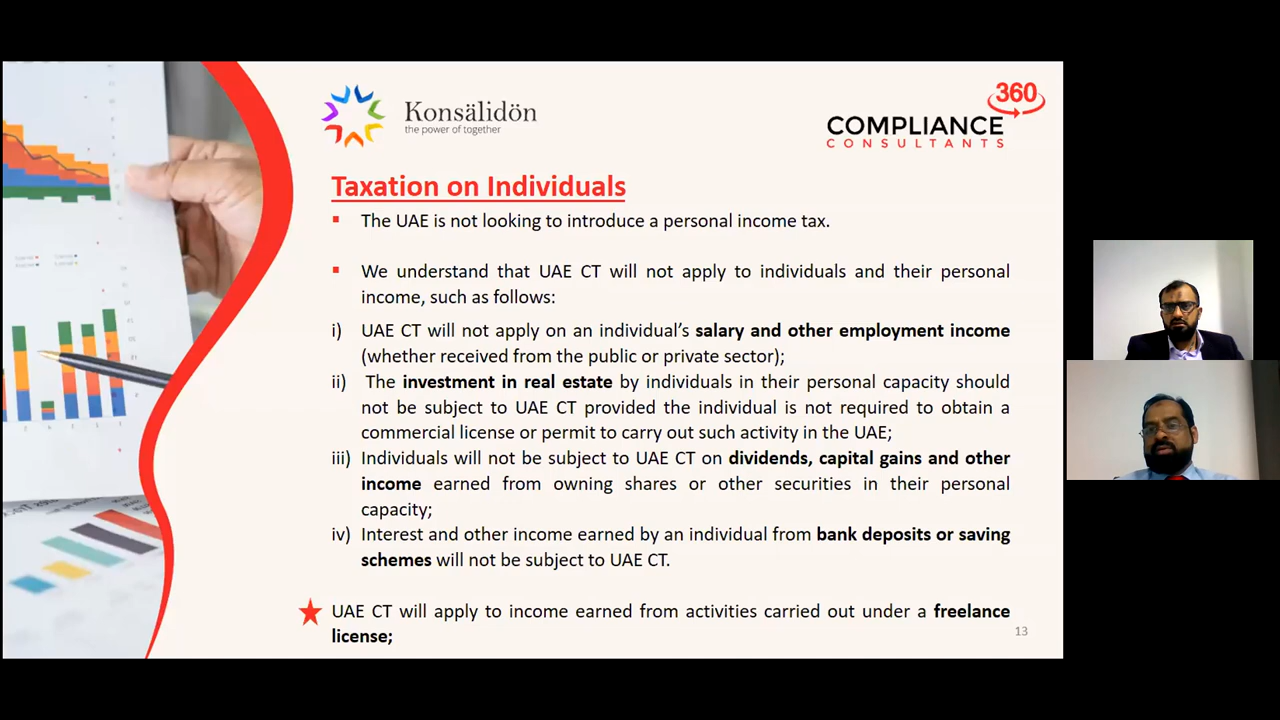 Konsälidön
the power of together
360
COMPLIANCE
CONSULTANTS
Taxation on Individuals
▪ The UAE is not looking to introduce a personal income tax.
▪ We understand that UAE CT will not apply to individuals and their personal
income, such as follows:
i) UAE CT will not apply on an individual’s salary and other employment income
(whether received from the public or private sector);
ii) The investment in real estate by individuals in their personal capacity should
not be subject to UAE CT provided the individual is not required to obtain a
commercial license or permit to carry out such activity in the UAE;
iii) Individuals will not be subject to UAE CT on dividends, capital gains and other
income earned from owning shares or other securities in their personal
capacity;
iv) Interest and other income earned by an individual from bank deposits or saving
schemes will not be subject to UAE CT.
UAE CT will apply to income earned from activities carried out under a freelance
license;
13